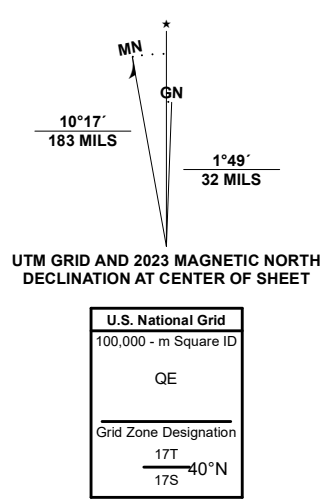 ★
MN
GN
10°17´
183 MILS
1°49´
32 MILS
UTM GRID AND 2023 MAGNETIC NORTH
DECLINATION AT CENTER OF SHEET
U.S. National Grid
100,000 - m Square ID
QE
Grid Zone Designation
17T
40°N
17S